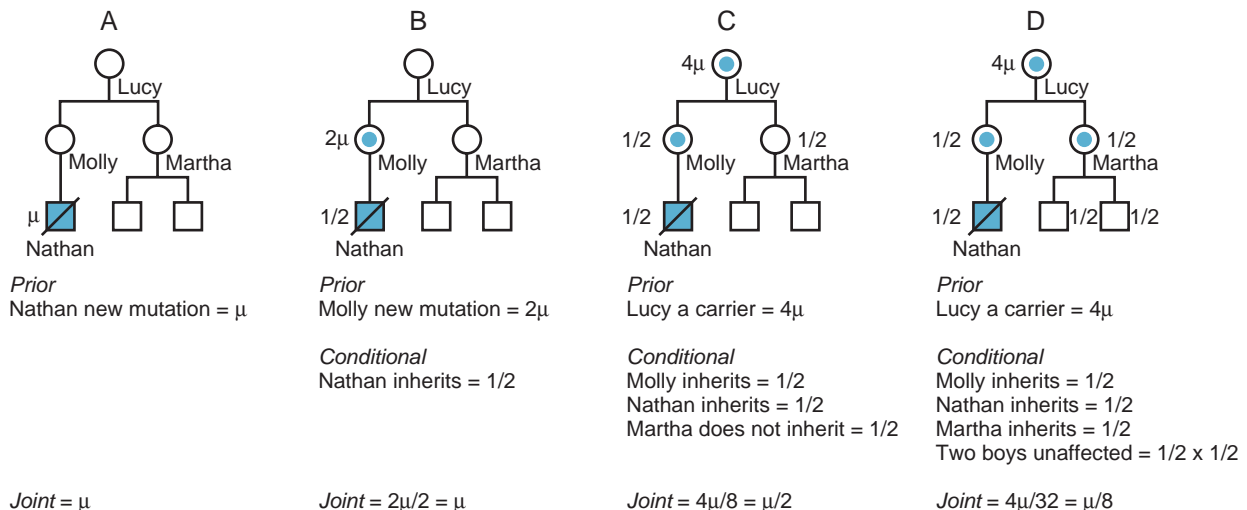 A
Lucy
Molly
Martha
μ
Nathan
Prior
Nathan new mutation = μ
Joint = μ
B
Lucy
2μ
Molly
Martha
1/2
Nathan
Prior
Molly new mutation = 2μ
Conditional
Nathan inherits = 1/2
Joint = 2μ/2 = μ
C
4μ
Lucy
1/2
1/2
Molly
Martha
1/2
Nathan
Prior
Lucy a carrier = 4μ
Conditional
Molly inherits = 1/2
Nathan inherits = 1/2
Martha does not inherit = 1/2
Joint = 4μ/8 = μ/2
D
4μ
Lucy
1/2
1/2
Molly
Martha
1/2
1/2
1/2
Nathan
Prior
Lucy a carrier = 4μ
Conditional
Molly inherits = 1/2
Nathan inherits = 1/2
Martha inherits = 1/2
Two boys unaffected = 1/2 x 1/2
Joint = 4μ/32 = μ/8